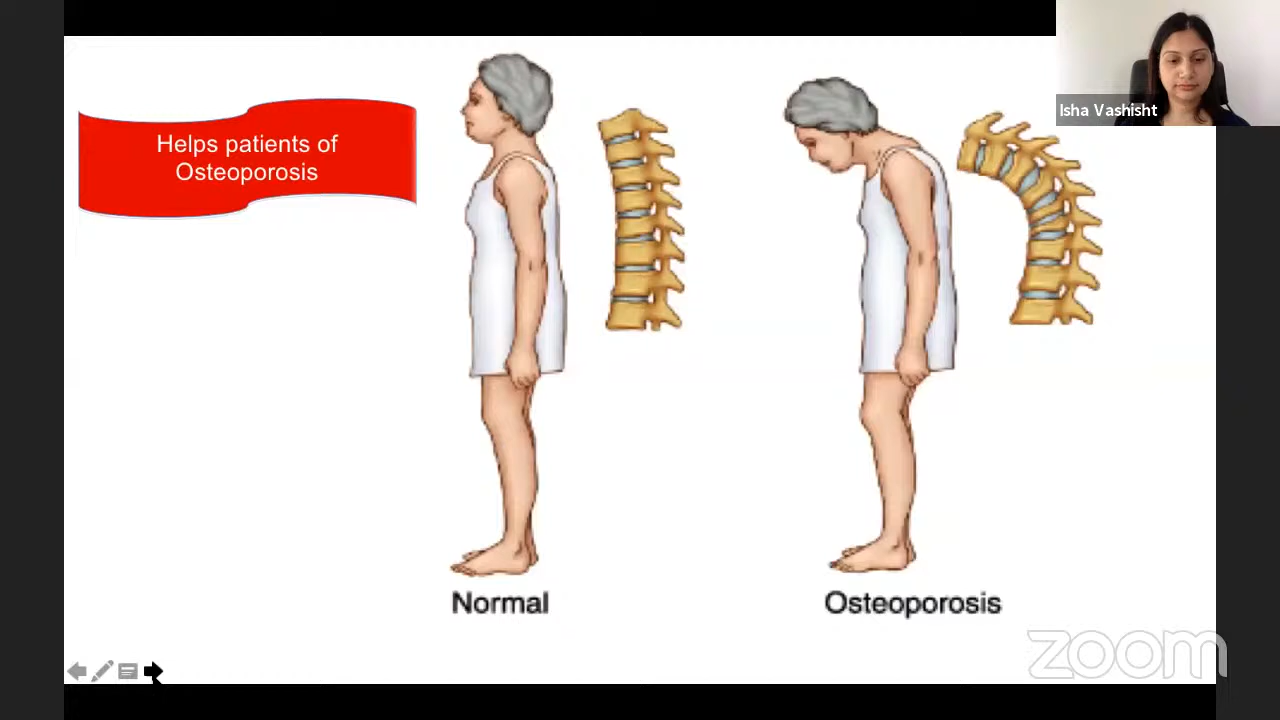 Helps patients of
Osteoporosis
Isha Vashisht
Normal
Osteoporosis
zoom